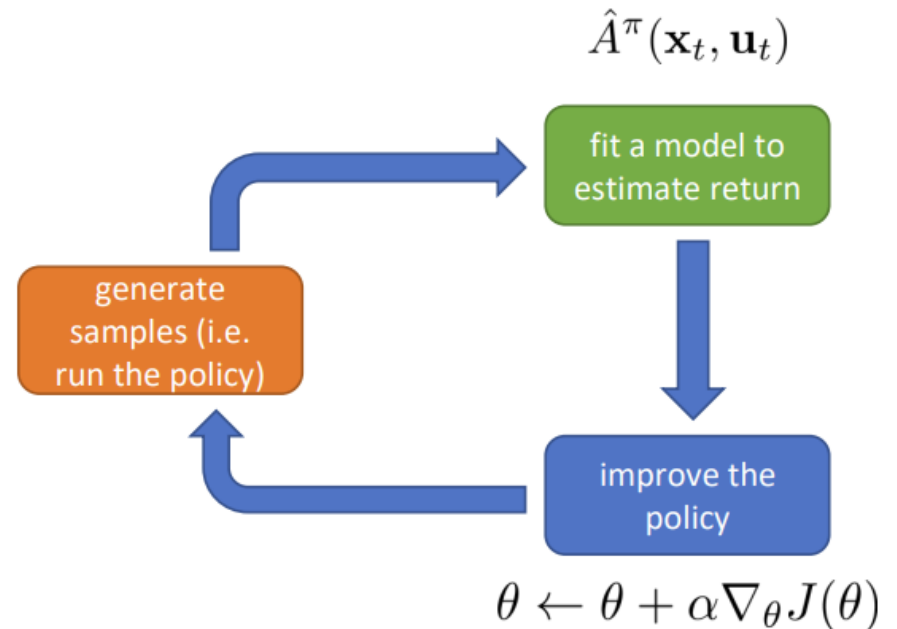 Â^π(x_t, u_t)
fit a model to
estimate return
generate
samples (i.e.
run the policy)
improve the
policy
θ ← θ + α∇_θ J(θ)